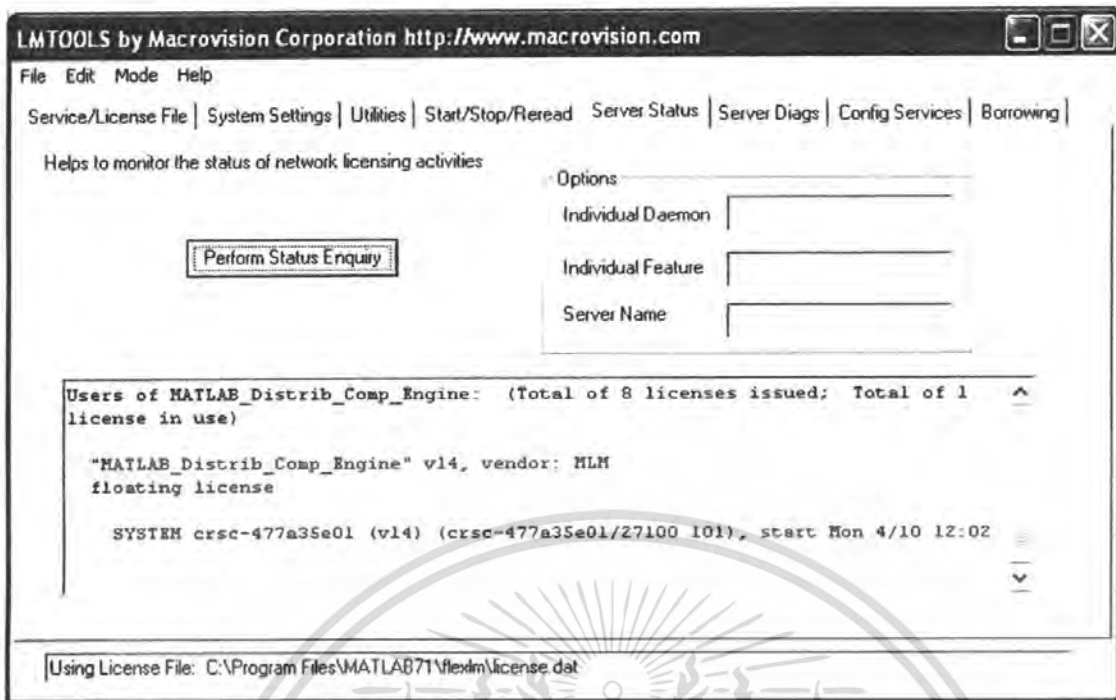 LMTOOLS by Macrovision Corporation http://www.macrovision.com
File Edit Mode Help
Service/License File System Settings Utilities Start/Stop/Reread Server Status Server Diags Config Services Borrowing
Helps to monitor the status of network licensing activities
Options
Individual Daemon
Perform Status Enquiry
Individual Feature
Server Name
Users of MATLAB_Distrib_Comp_Engine: (Total of 8 licenses issued; Total of 1
license in use)
"MATLAB_Distrib_Comp_Engine" v14, vendor: MLM
floating license
SYSTEM crsc-477a35e01 (v14) (crsc-477a35e01/27100 101), start Mon 4/10 12:02
Using License File: C:\Program Files\MATLAB71\flexlm\license.dat